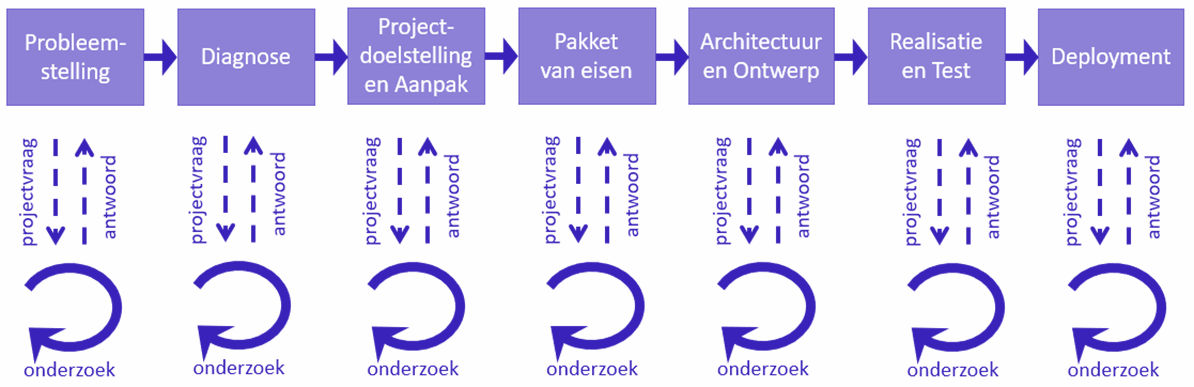 Probleem-
stelling
Diagnose
Project-
doelstelling
en Aanpak
Pakket
van eisen
Architectuur
en Ontwerp
Realisatie
en Test
Deployment
projectvraag
antwoord
projectvraag
antwoord
projectvraag
antwoord
projectvraag
antwoord
projectvraag
antwoord
projectvraag
antwoord
projectvraag
antwoord
onderzoek
onderzoek
onderzoek
onderzoek
onderzoek
onderzoek
onderzoek